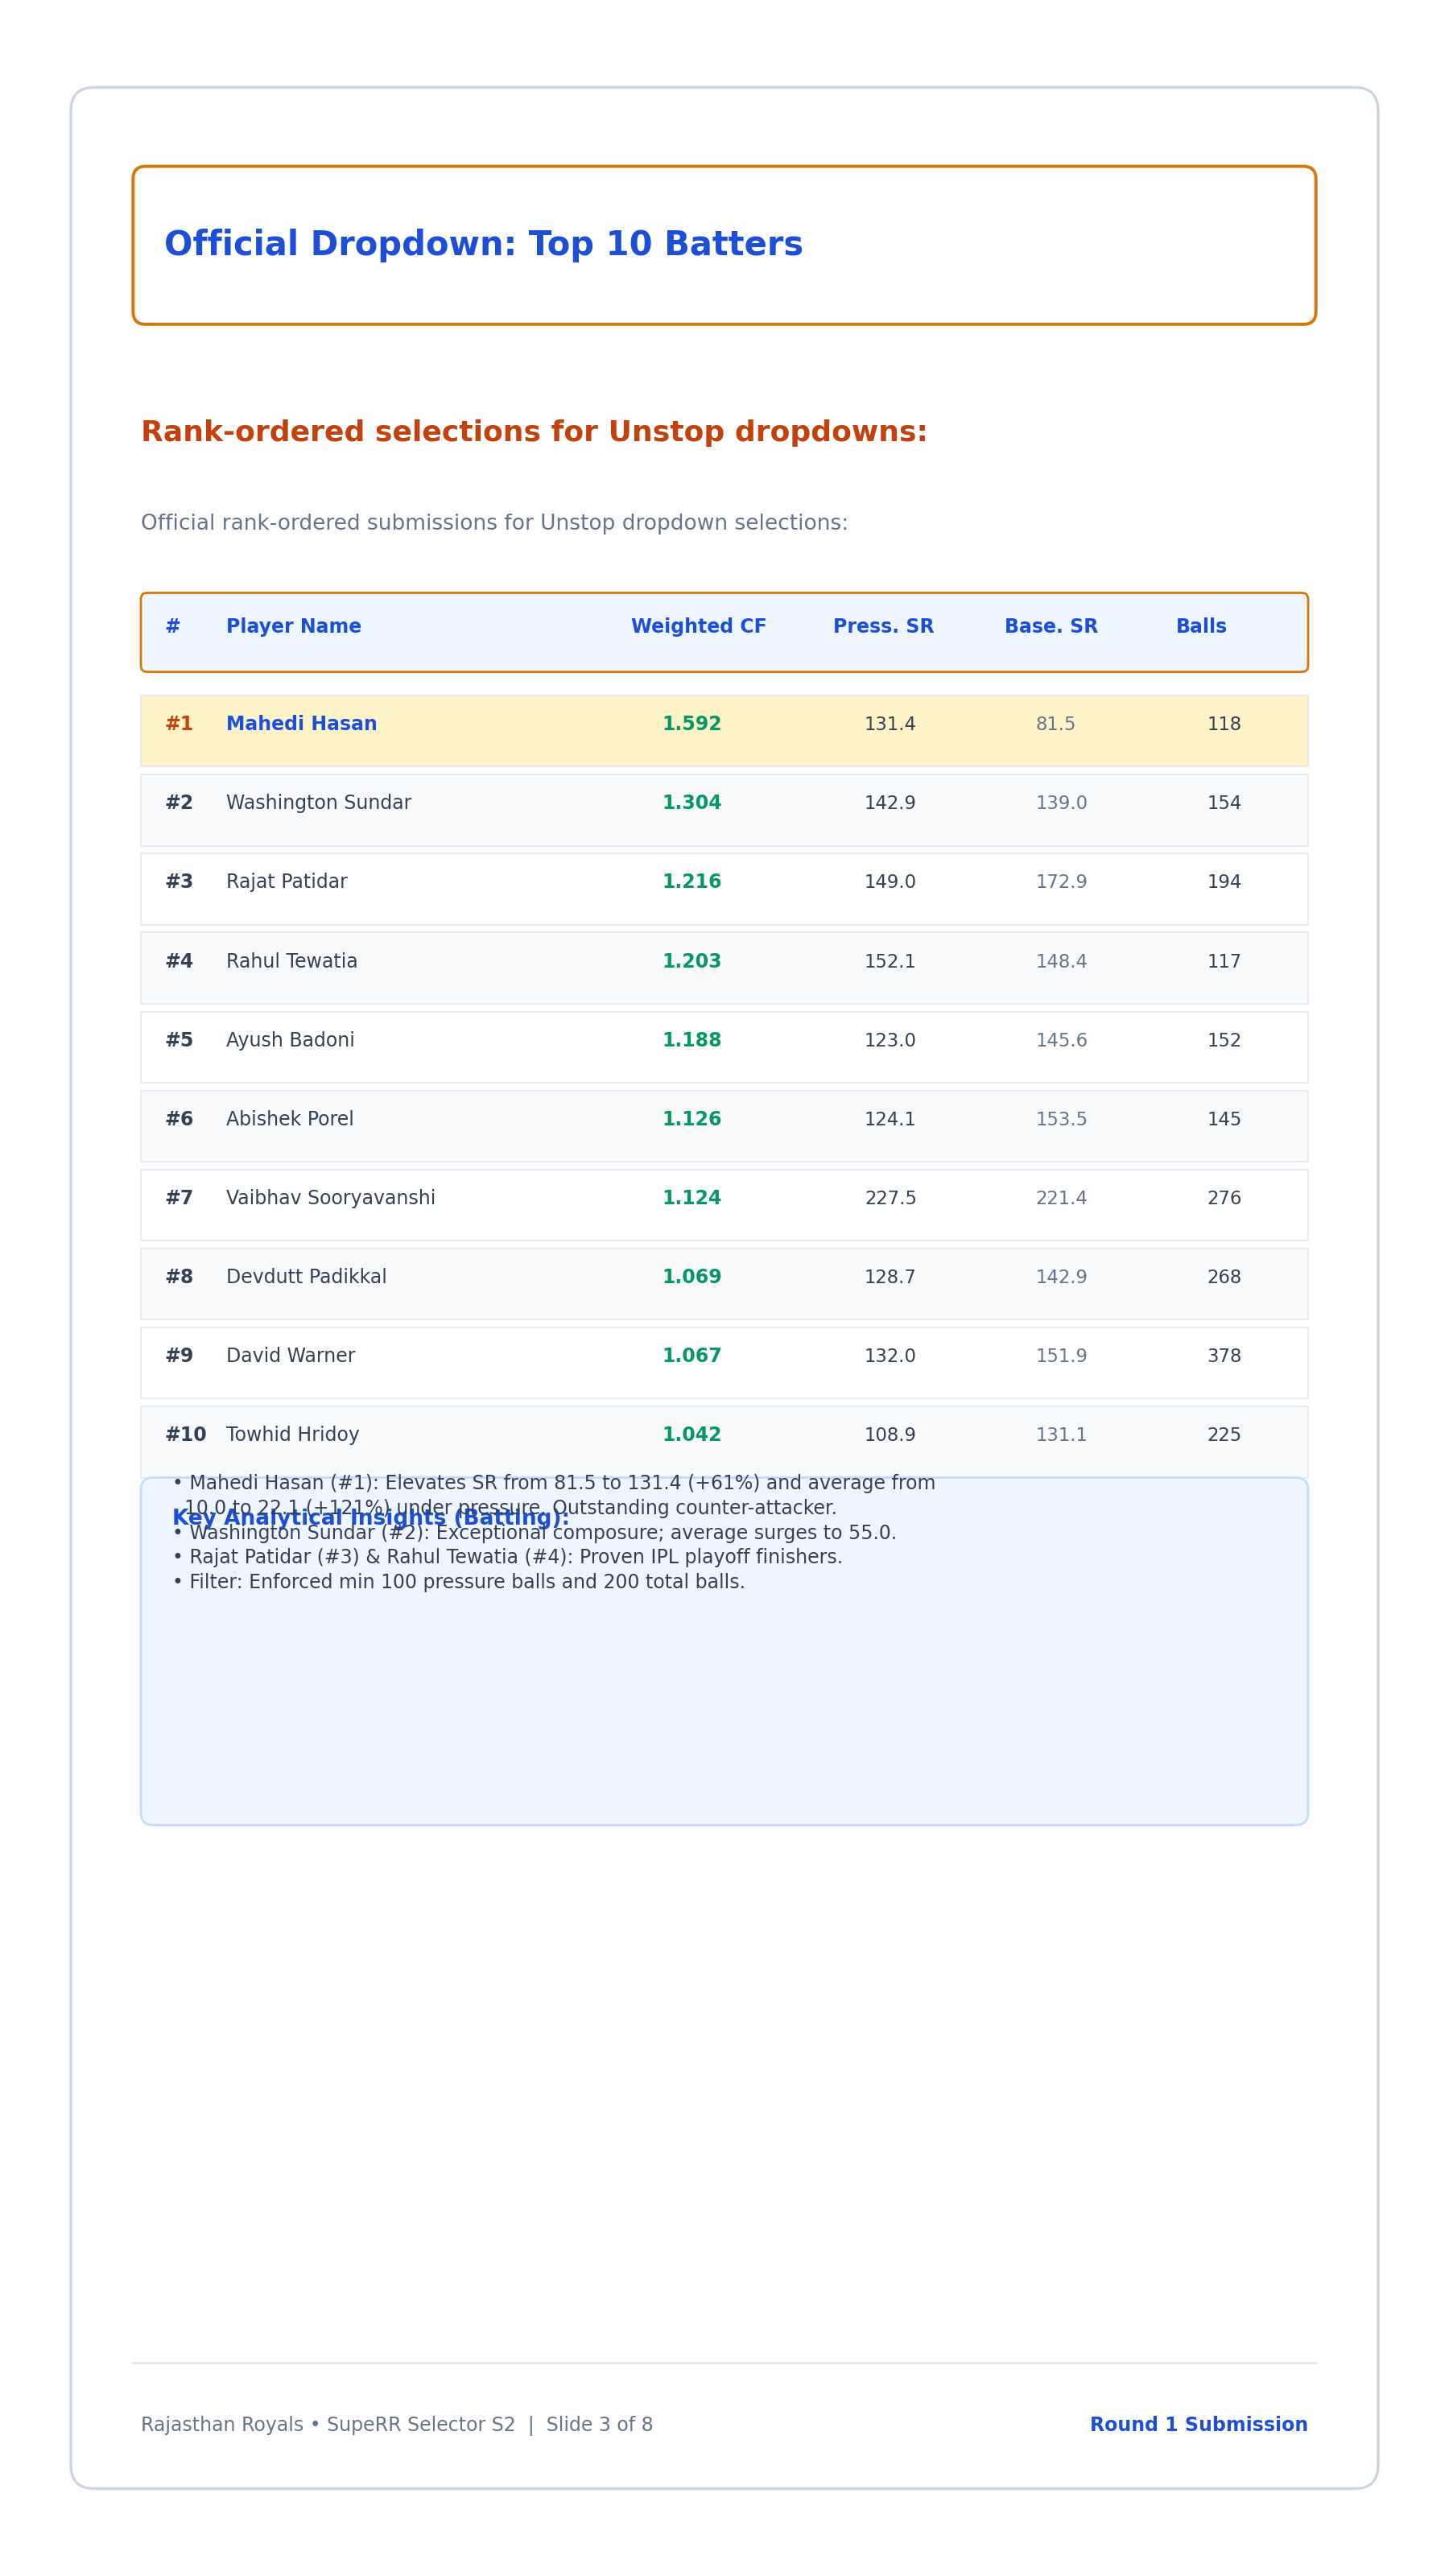 Official Dropdown: Top 10 Batters
Rank-ordered selections for Unstop dropdowns:
Official rank-ordered submissions for Unstop dropdown selections:
# Player Name Weighted CF Press. SR Base. SR Balls
#1 Mahedi Hasan 1.592 131.4 81.5 118
#2 Washington Sundar 1.304 142.9 139.0 154
#3 Rajat Patidar 1.216 149.0 172.9 194
#4 Rahul Tewatia 1.203 152.1 148.4 117
#5 Ayush Badoni 1.188 123.0 145.6 152
#6 Abishek Porel 1.126 124.1 153.5 145
#7 Vaibhav Sooryavanshi 1.124 227.5 221.4 276
#8 Devdutt Padikkal 1.069 128.7 142.9 268
#9 David Warner 1.067 132.0 151.9 378
#10 Towhid Hridoy 1.042 108.9 131.1 225
• Mahedi Hasan (#1): Elevates SR from 81.5 to 131.4 (+61%) and average from
10.0 to 22.1 (+121%) under pressure. Outstanding counter-attacker.
Key Analytical Insights (Batting):
• Washington Sundar (#2): Exceptional composure; average surges to 55.0.
• Rajat Patidar (#3) & Rahul Tewatia (#4): Proven IPL playoff finishers.
• Filter: Enforced min 100 pressure balls and 200 total balls.
Rajasthan Royals • SupeRR Selector S2 | Slide 3 of 8
Round 1 Submission